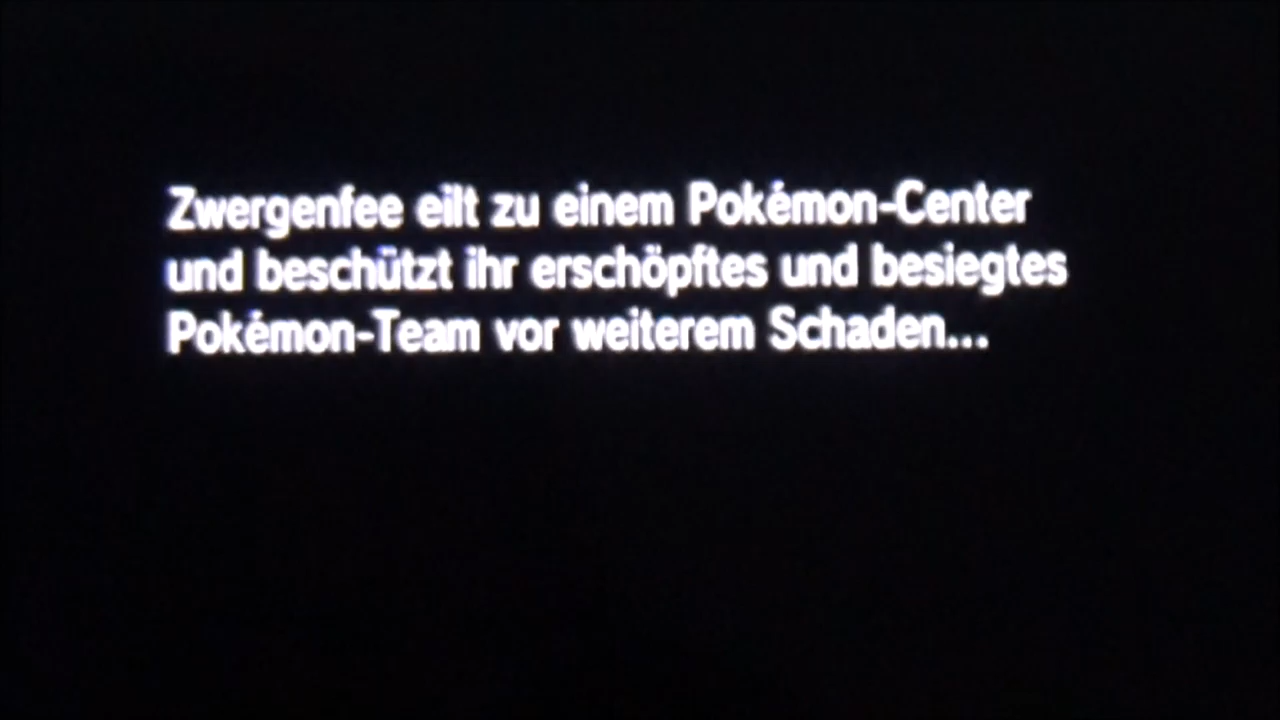 Zwergenfee eilt zu einem Pokémon-Center
und beschützt ihr erschöpftes und besiegtes
Pokémon-Team vor weiterem Schaden...